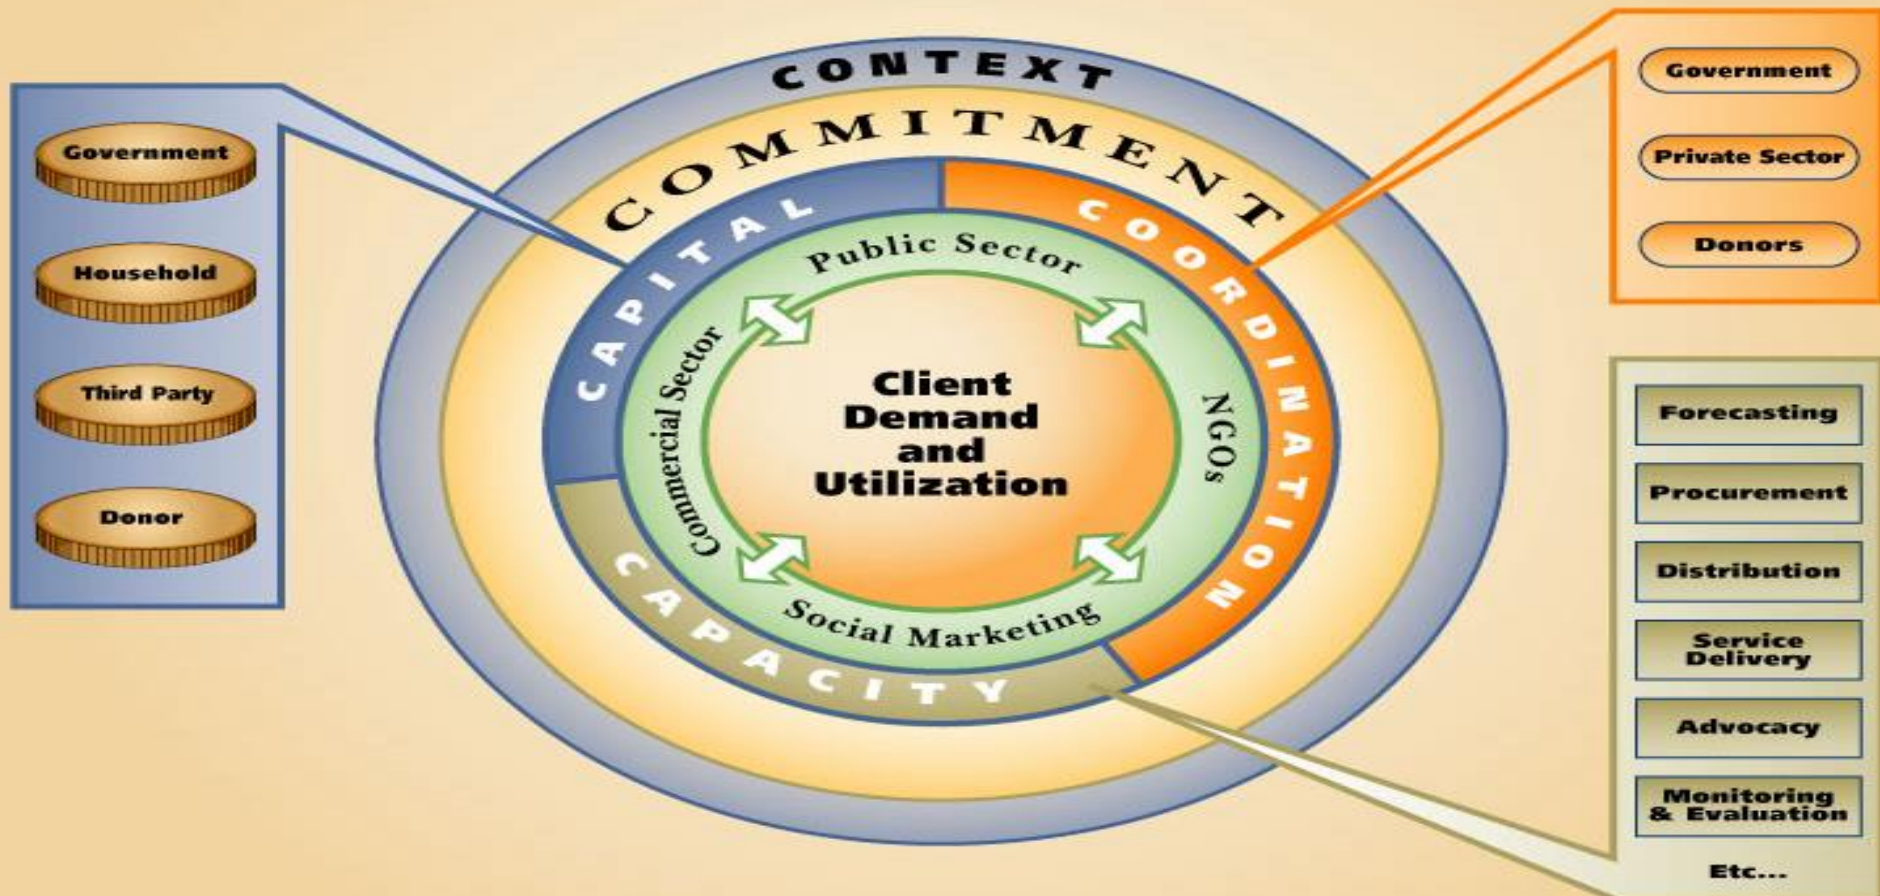 CONTEXT
COMMITMENT
CAPITAL
COORDINATION
CAPACITY
Public Sector
NGOs
Social Marketing
Commercial Sector
Client
Demand
and
Utilization
Government
Household
Third Party
Donor
Government
Private Sector
Donors
Forecasting
Procurement
Distribution
Service
Delivery
Advocacy
Monitoring
& Evaluation
Etc...